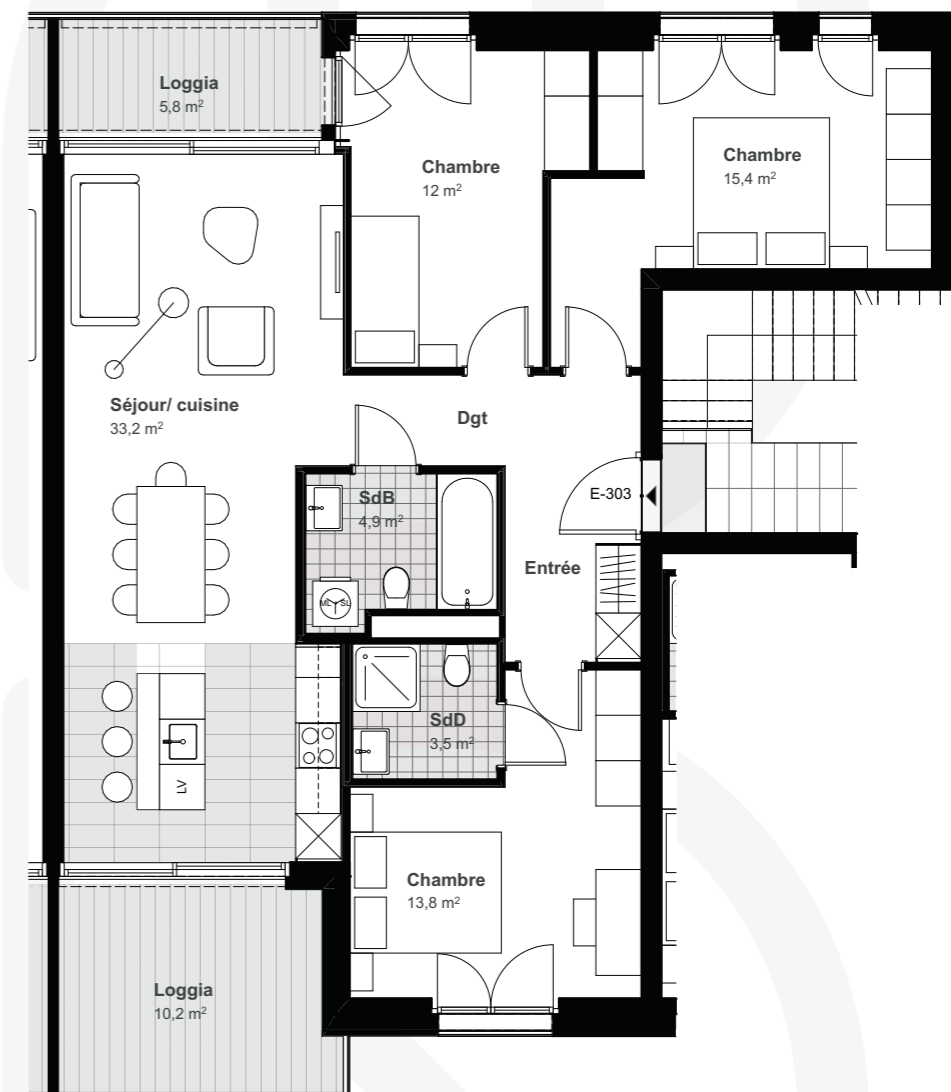 Loggia
5,8 m²
Chambre
12 m²
Chambre
15,4 m²
Séjour/ cuisine
33,2 m²
Dgt
E-303
SdB
4,9 m²
Entrée
ML SL
SdD
3,5 m²
LV
Chambre
13,8 m²
Loggia
10,2 m²